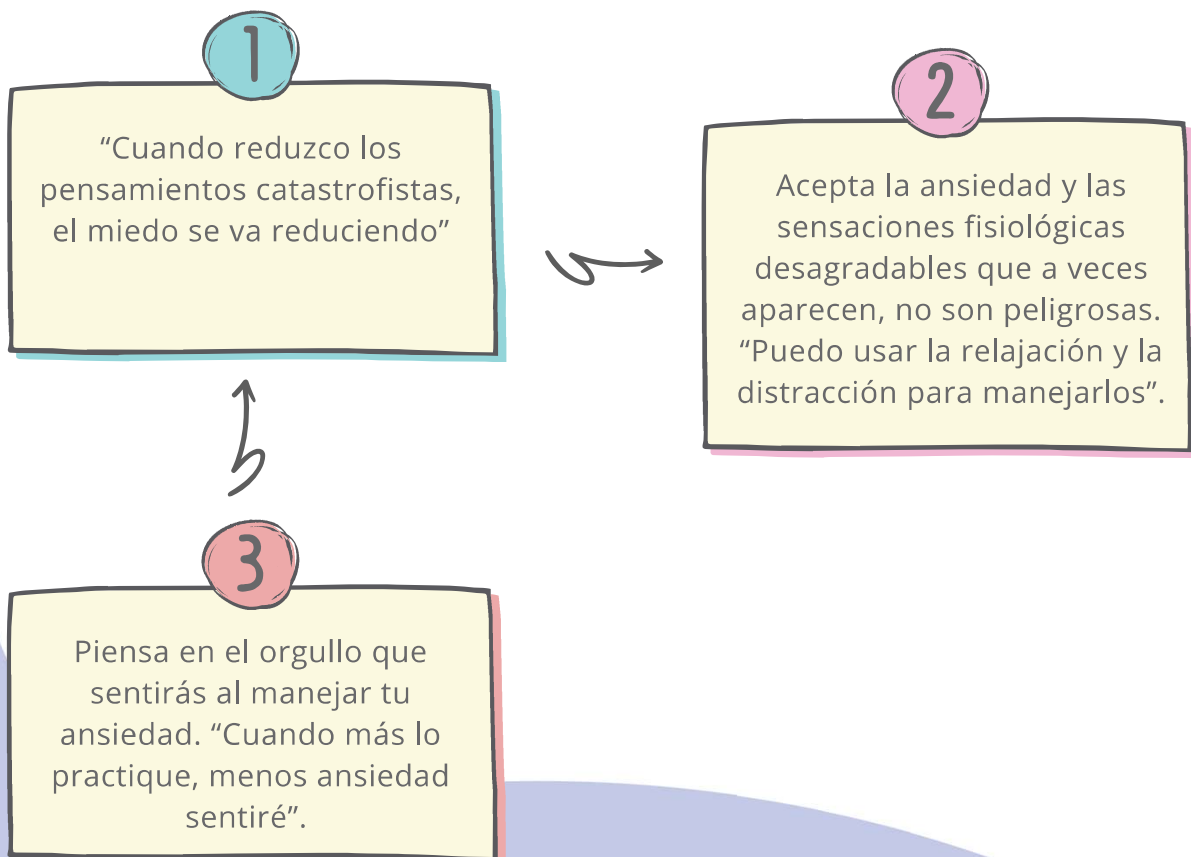 1
“Cuando reduzco los
pensamientos catastrofistas,
el miedo se va reduciendo”
2
Acepta la ansiedad y las
sensaciones fisiológicas
desagradables que a veces
aparecen, no son peligrosas.
“Puedo usar la relajación y la
distracción para manejarlos”.
3
Piensa en el orgullo que
sentirás al manejar tu
ansiedad. “Cuando más lo
practique, menos ansiedad
sentiré”.